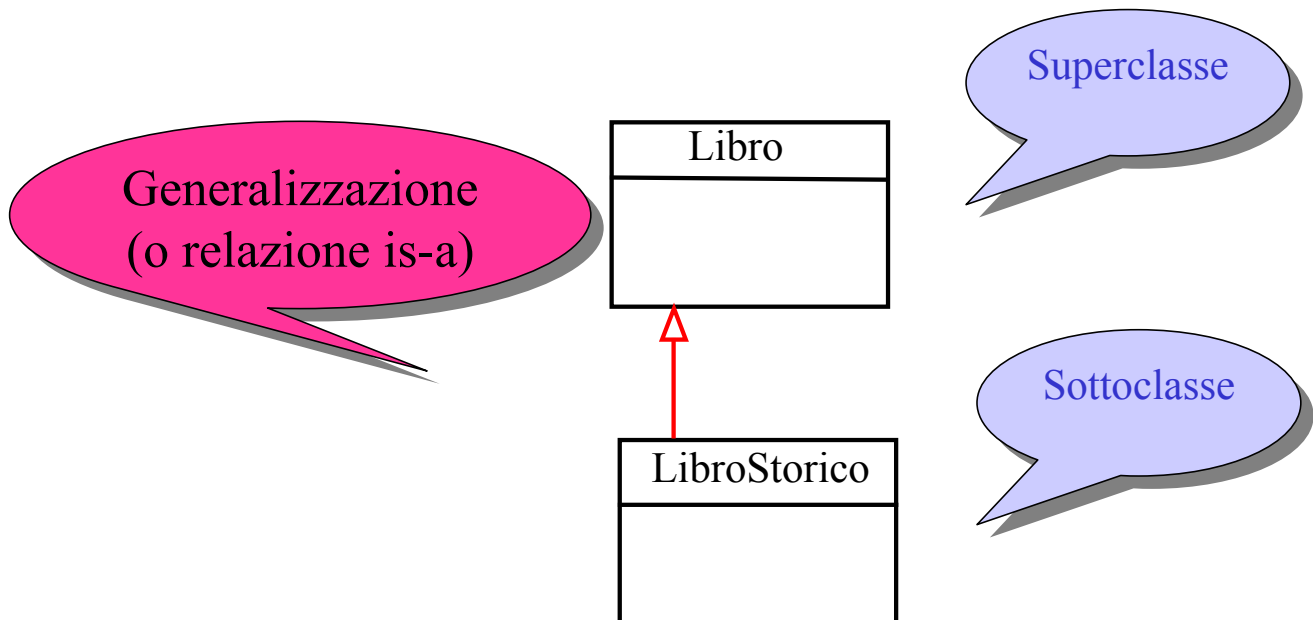 Superclasse
Libro
Generalizzazione
(o relazione is-a)
Sottoclasse
LibroStorico